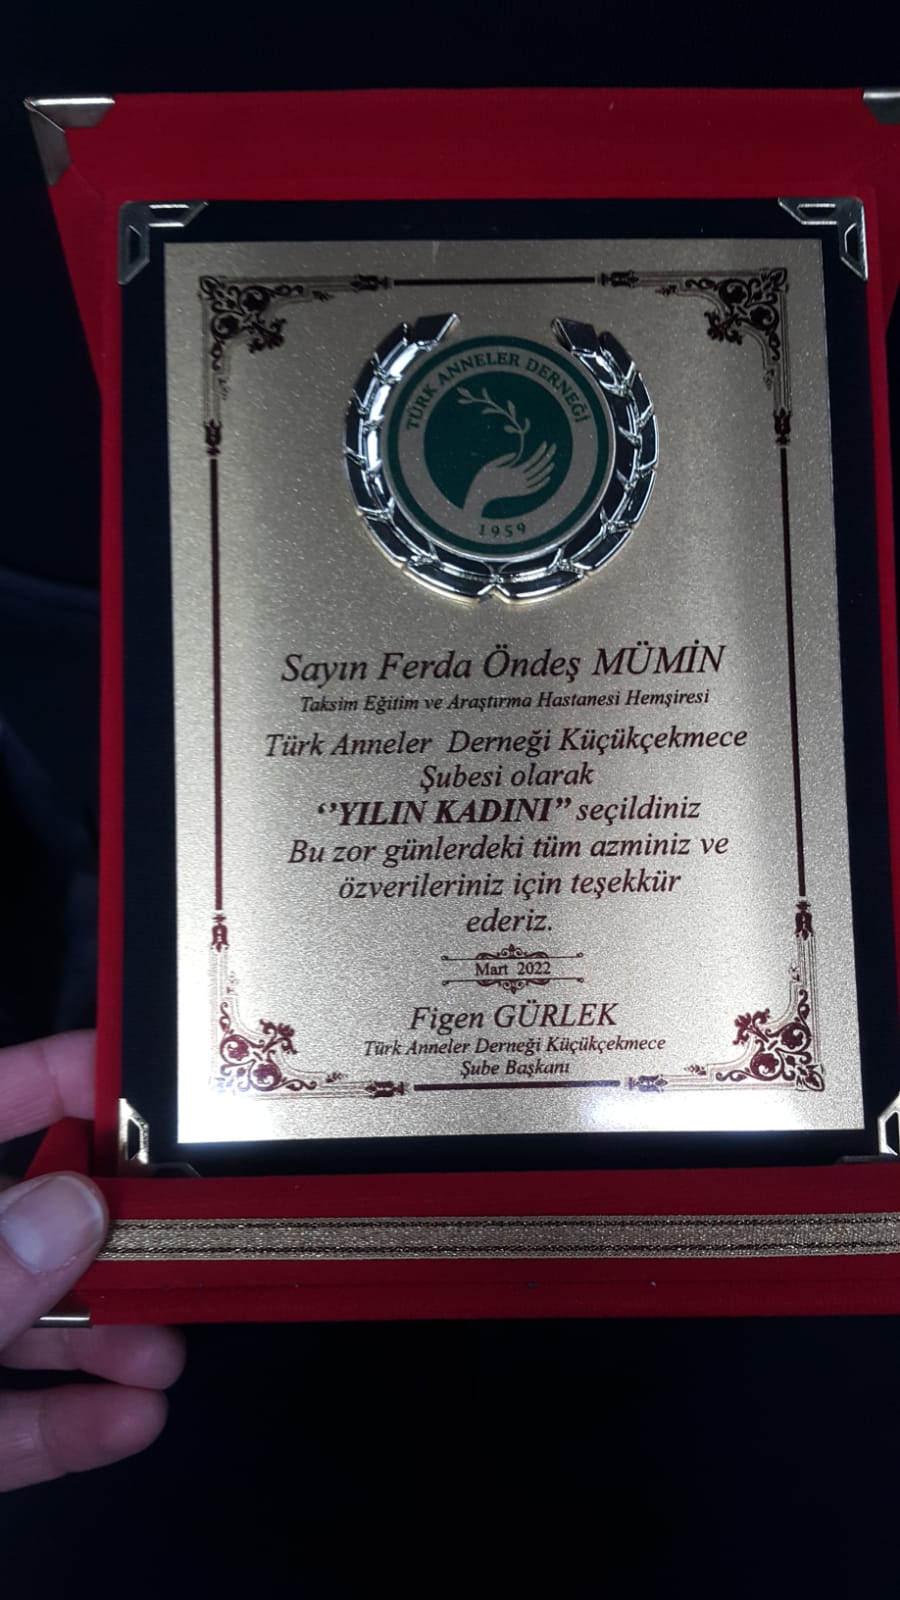 TÜRK ANNELER DERNEĞİ
1959
Sayın Ferda Öndeş MÜMİN
Taksim Eğitim ve Araştırma Hastanesi Hemşiresi
Türk Anneler Derneği Küçükçekmece
Şubesi olarak
‘’YILIN KADINI” seçildiniz
Bu zor günlerdeki tüm azminiz ve
özverileriniz için teşekkür
ederiz.
Mart 2022
Figen GÜRLEK
Türk Anneler Derneği Küçükçekmece
Şube Başkanı